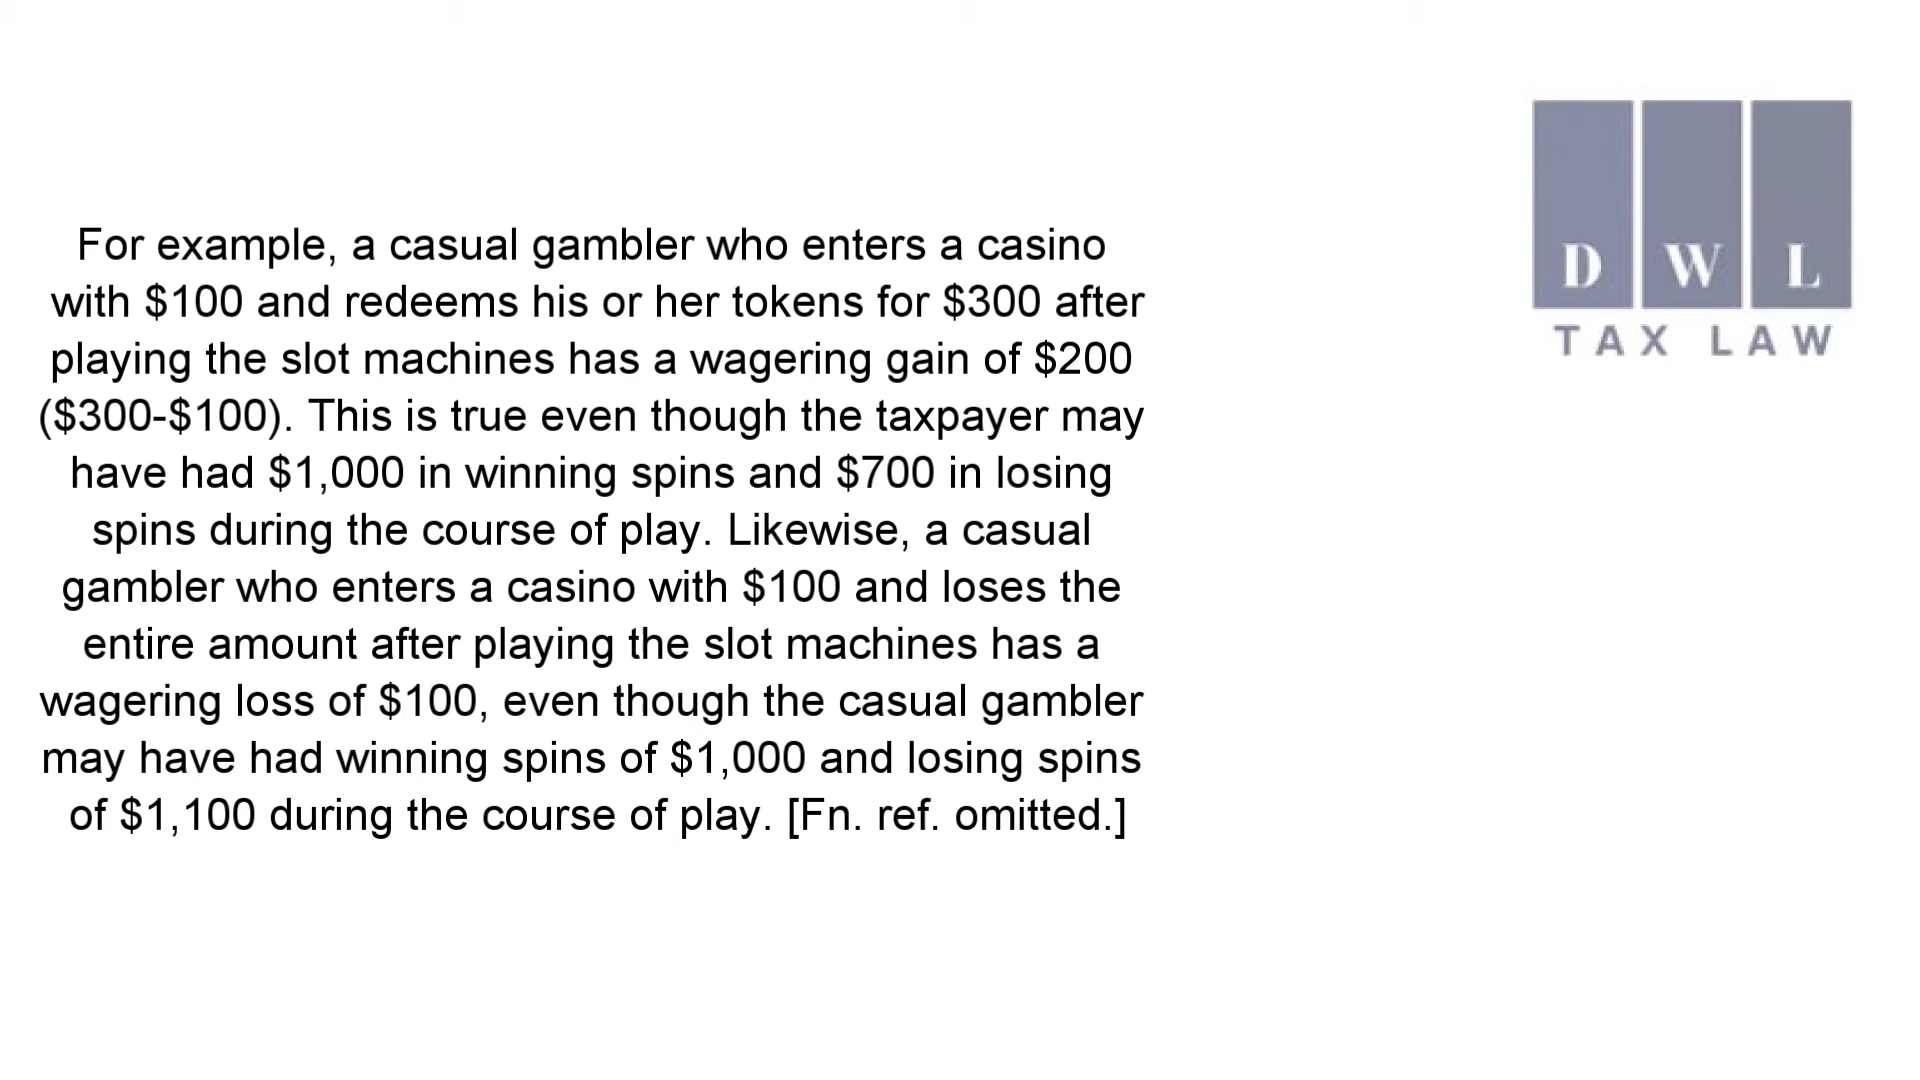 For example, a casual gambler who enters a casino
with $100 and redeems his or her tokens for $300 after
playing the slot machines has a wagering gain of $200
($300-$100). This is true even though the taxpayer may
have had $1,000 in winning spins and $700 in losing
spins during the course of play. Likewise, a casual
gambler who enters a casino with $100 and loses the
entire amount after playing the slot machines has a
wagering loss of $100, even though the casual gambler
may have had winning spins of $1,000 and losing spins
of $1,100 during the course of play. [Fn. ref. omitted.]
D W L
TAX LAW